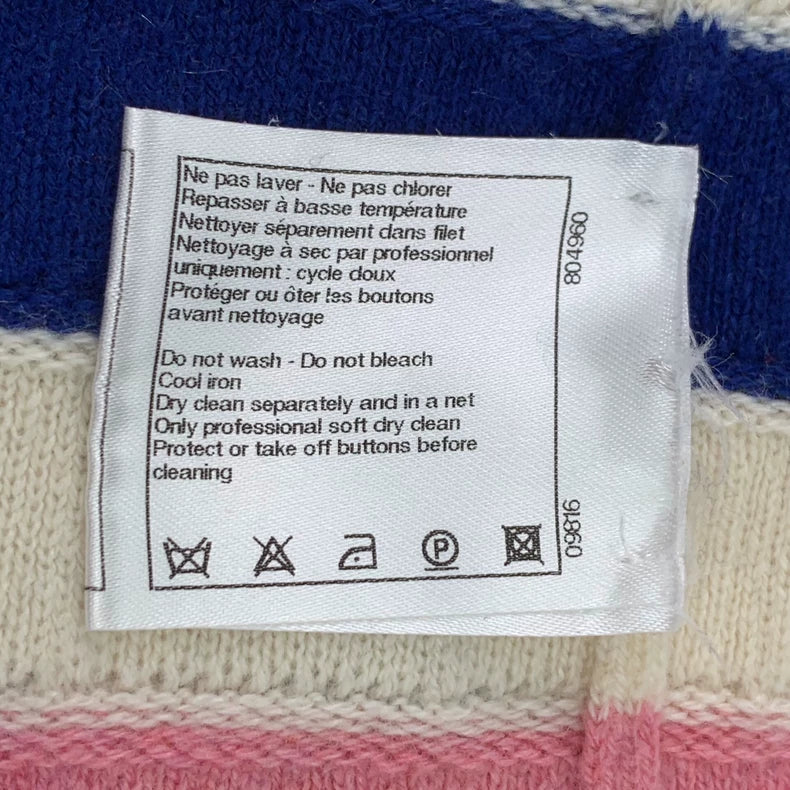 Ne pas laver - Ne pas chlorer
Repasser à basse température
Nettoyer séparement dans filet
Nettoyage à sec par professionnel
uniquement : cycle doux
Protéger ou ôter les boutons
avant nettoyage
Do not wash - Do not bleach
Cool iron
Dry clean separately and in a net
Only professional soft dry clean
Protect or take off buttons before
cleaning
P
804960
09816